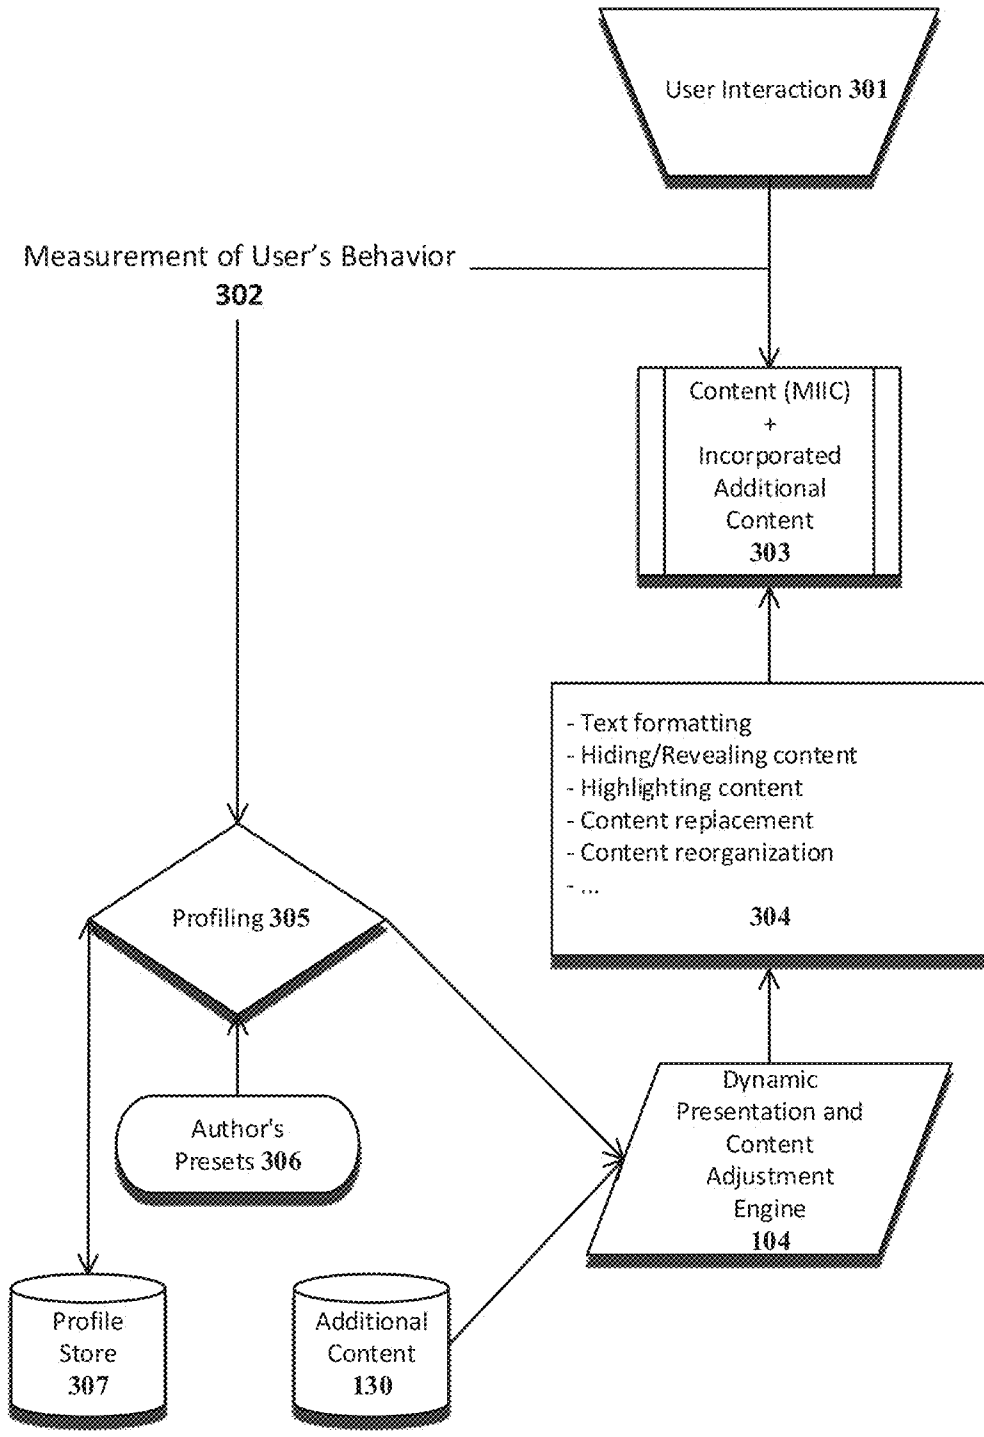 User Interaction 301
Measurement of User's Behavior
302
Content (MIIC)
+
Incorporated
Additional
Content
303
- Text formatting
- Hiding/Revealing content
- Highlighting content
- Content replacement
- Content reorganization
- ...
304
Profiling 305
Author's
Presets 306
Dynamic
Presentation and
Content
Adjustment
Engine
104
Profile
Store
307
Additional
Content
130